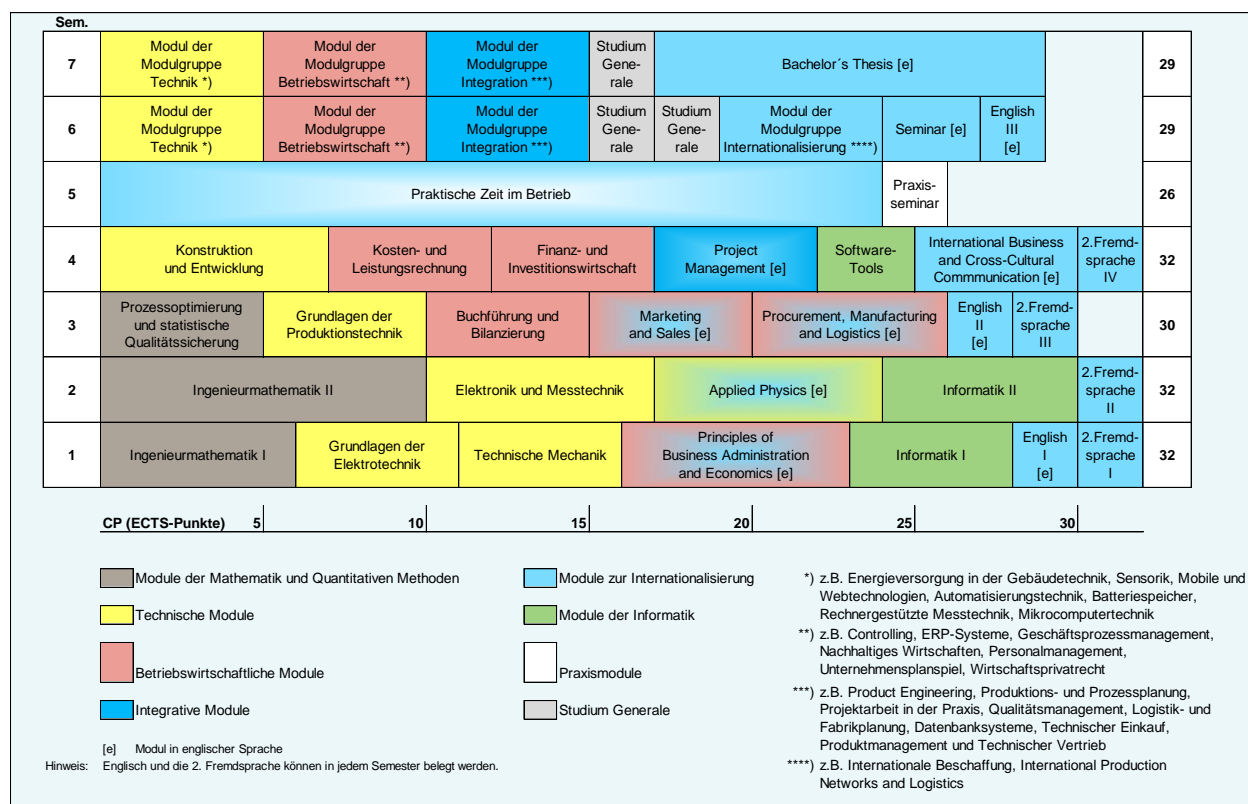 Sem.
7
Modul der
Modulgruppe
Technik *)
Modul der
Modulgruppe
Betriebswirtschaft **)
Modul der
Modulgruppe
Integration ***)
Studium
Gene-
rale
Bachelor´s Thesis [e]
29
6
Modul der
Modulgruppe
Technik *)
Modul der
Modulgruppe
Betriebswirtschaft **)
Modul der
Modulgruppe
Integration ***)
Studium
Gene-
rale
Studium
Gene-
rale
Modul der
Modulgruppe
Internationalisierung ****)
Seminar [e]
English
III
[e]
29
5
Praktische Zeit im Betrieb
Praxis-
seminar
26
4
Konstruktion
und Entwicklung
Kosten- und
Leistungsrechnung
Finanz- und
Investitionswirtschaft
Project
Management [e]
Software-
Tools
International Business
and Cross-Cultural
Commmunication [e]
2.Fremd-
sprache
IV
32
3
Prozessoptimierung
und statistische
Qualitätssicherung
Grundlagen der
Produktionstechnik
Buchführung und
Bilanzierung
Marketing
and Sales [e]
Procurement, Manufacturing
and Logistics [e]
English
II
[e]
2.Fremd-
sprache
III
30
2
Ingenieurmathematik II
Elektronik und Messtechnik
Applied Physics [e]
Informatik II
2.Fremd-
sprache
II
32
1
Ingenieurmathematik I
Grundlagen der
Elektrotechnik
Technische Mechanik
Principles of
Business Administration
and Economics [e]
Informatik I
English
I
[e]
2.Fremd-
sprache
I
32
CP (ECTS-Punkte) 5 10 15 20 25 30
Module der Mathematik und Quantitativen Methoden
Technische Module
Betriebswirtschaftliche Module
Integrative Module
[e] Modul in englischer Sprache
Hinweis: Englisch und die 2. Fremdsprache können in jedem Semester belegt werden.
Module zur Internationalisierung
Module der Informatik
Praxismodule
Studium Generale
*) z.B. Energieversorgung in der Gebäudetechnik, Sensorik, Mobile und
Webtechnologien, Automatisierungstechnik, Batteriespeicher,
Rechnergestützte Messtechnik, Mikrocomputertechnik
**) z.B. Controlling, ERP-Systeme, Geschäftsprozessmanagement,
Nachhaltiges Wirtschaften, Personalmanagement,
Unternehmensplanspiel, Wirtschaftsprivatrecht
***) z.B. Product Engineering, Produktions- und Prozessplanung,
Projektarbeit in der Praxis, Qualitätsmanagement, Logistik- und
Fabrikplanung, Datenbanksysteme, Technischer Einkauf,
Produktmanagement und Technischer Vertrieb
****) z.B. Internationale Beschaffung, International Production
Networks and Logistics